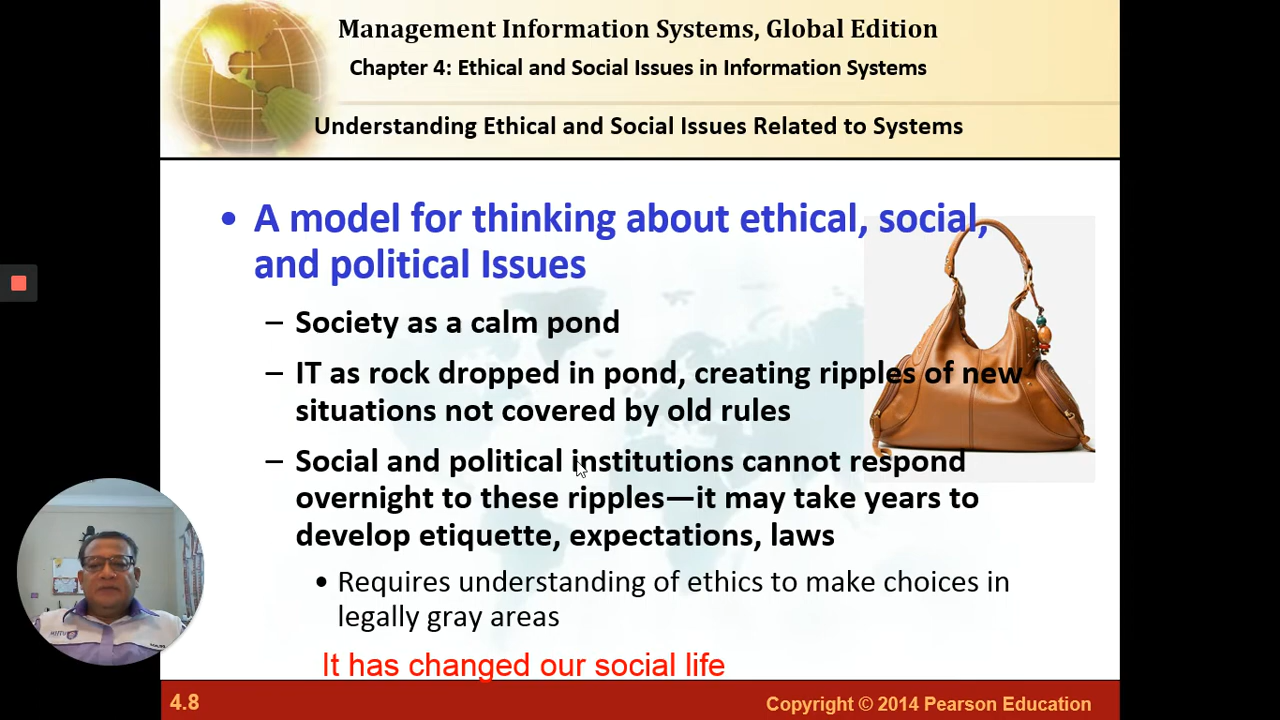 Management Information Systems, Global Edition
Chapter 4: Ethical and Social Issues in Information Systems
Understanding Ethical and Social Issues Related to Systems
• A model for thinking about ethical, social,
and political Issues
– Society as a calm pond
– IT as rock dropped in pond, creating ripples of new
situations not covered by old rules
– Social and political institutions cannot respond
overnight to these ripples—it may take years to
develop etiquette, expectations, laws
• Requires understanding of ethics to make choices in
legally gray areas
It has changed our social life
4.8
Copyright © 2014 Pearson Education